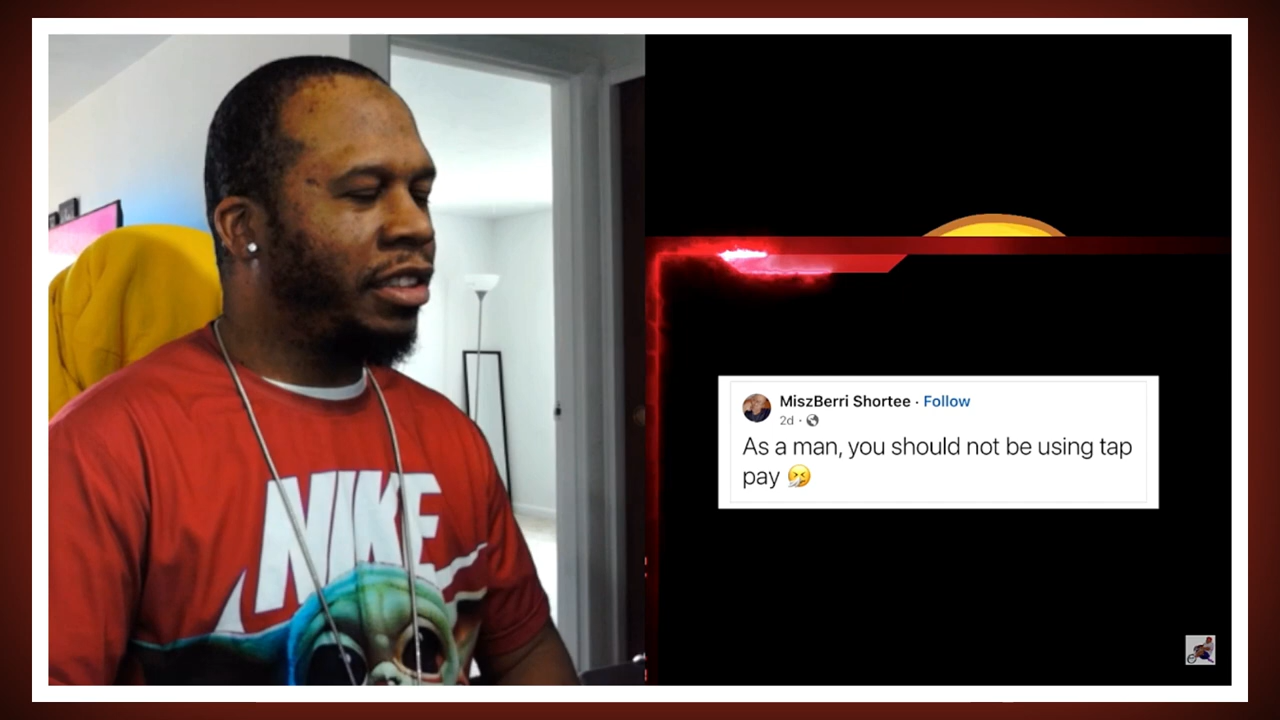 NIKE
MiszBerri Shortee · Follow
2d ·
As a man, you should not be using tap
pay 🤧